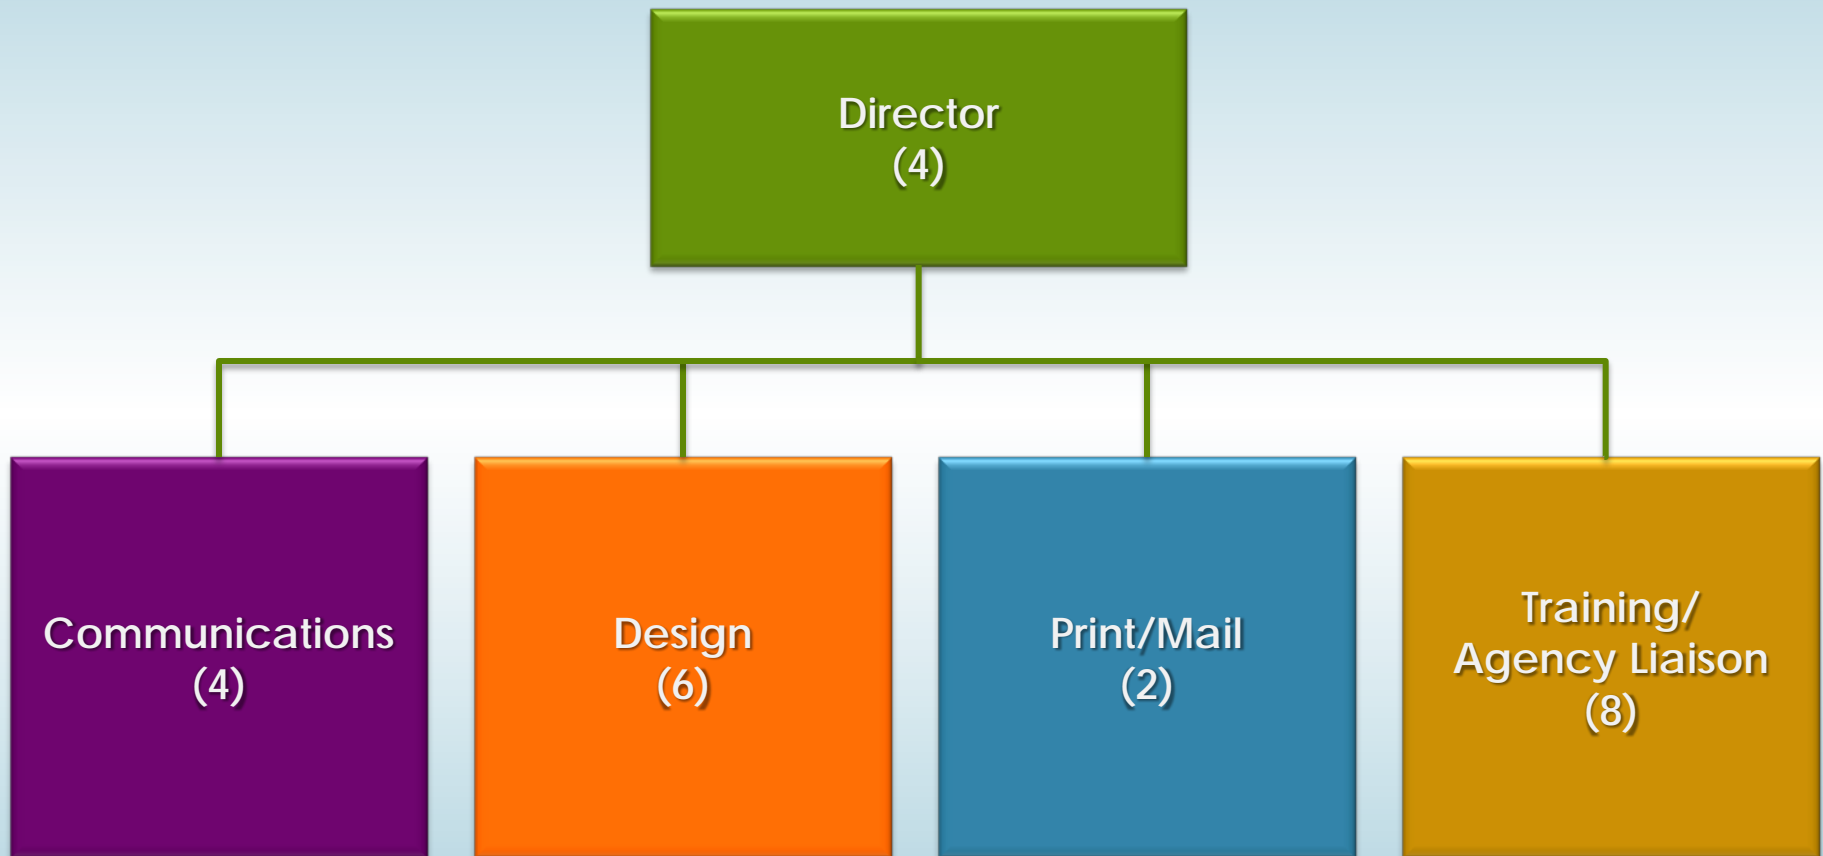 Director
(4)
Communications
(4)
Design
(6)
Print/Mail
(2)
Training/
Agency Liaison
(8)